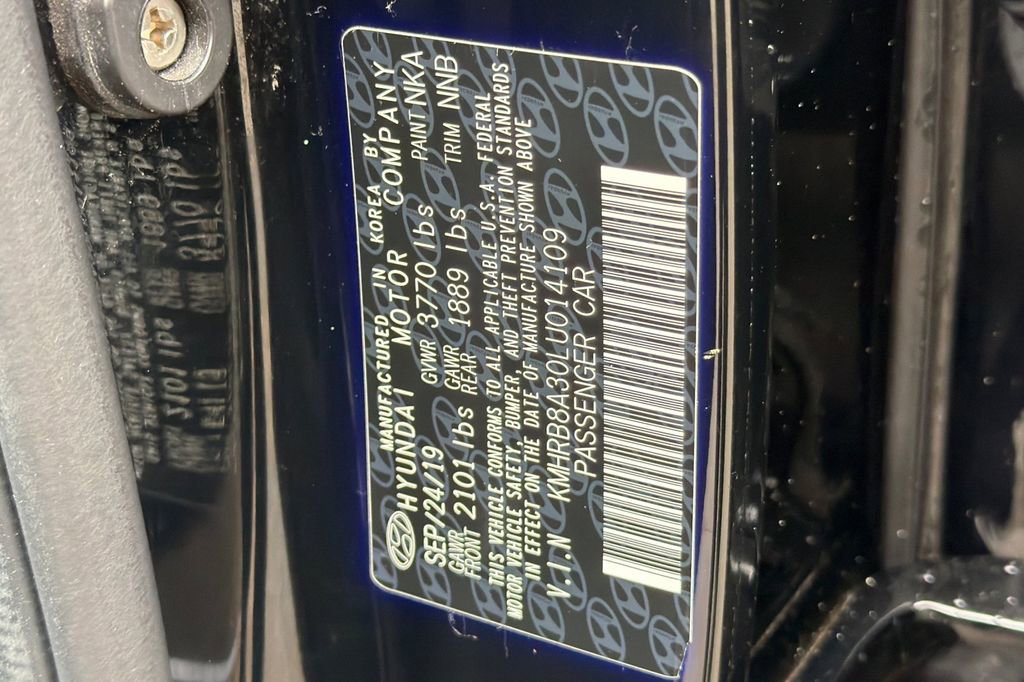 MANUFACTURED IN KOREA BY
HYUNDAI MOTOR COMPANY
SEP/24/19 GVWR 3770 lbs PAINT NKA
GAWR FRONT 2101 lbs GAWR REAR 1889 lbs TRIM NNB
THIS VEHICLE CONFORMS TO ALL APPLICABLE U.S.A. FEDERAL
MOTOR VEHICLE SAFETY, BUMPER, AND THEFT PREVENTION STANDARDS
IN EFFECT ON THE DATE OF MANUFACTURE SHOWN ABOVE
V.I.N KMHRB8A30LU014109
PASSENGER CAR